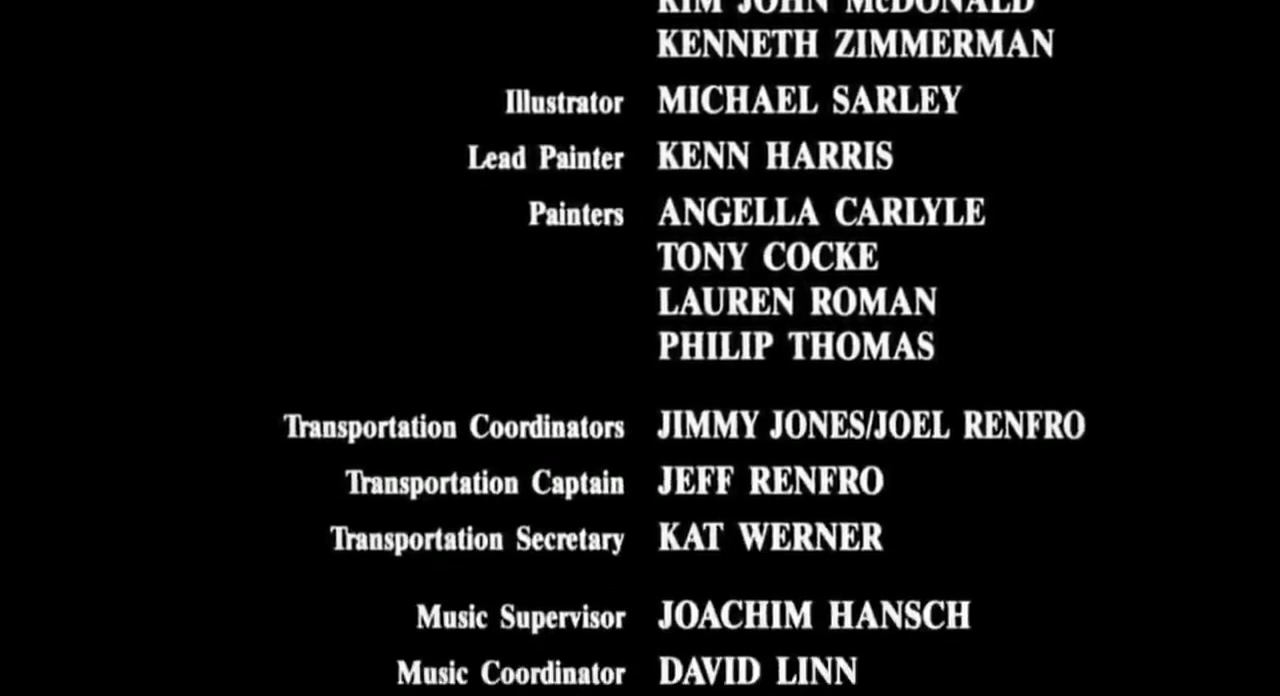 KIM JOHN McDONALD
KENNETH ZIMMERMAN
Illustrator MICHAEL SARLEY
Lead Painter KENN HARRIS
Painters ANGELLA CARLYLE
TONY COCKE
LAUREN ROMAN
PHILIP THOMAS
Transportation Coordinators JIMMY JONES/JOEL RENFRO
Transportation Captain JEFF RENFRO
Transportation Secretary KAT WERNER
Music Supervisor JOACHIM HANSCH
Music Coordinator DAVID LINN